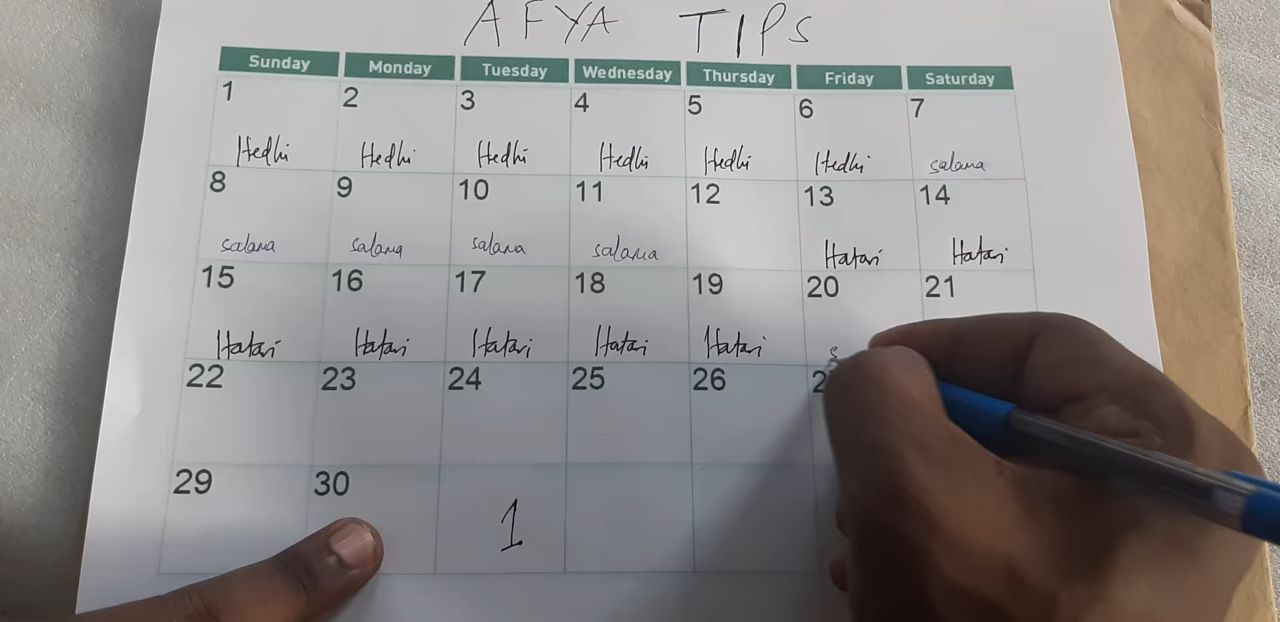 AFYA TIPS
Sunday Monday Tuesday Wednesday Thursday Friday Saturday
1 2 3 4 5 6 7
Hedhi Hedhi Hedhi Hedhi Hedhi Hedhi salama
8 9 10 11 12 13 14
salama salama salama salama Hatari Hatari
15 16 17 18 19 20 21
Hatari Hatari Hatari Hatari Hatari s
22 23 24 25 26
29 30 1